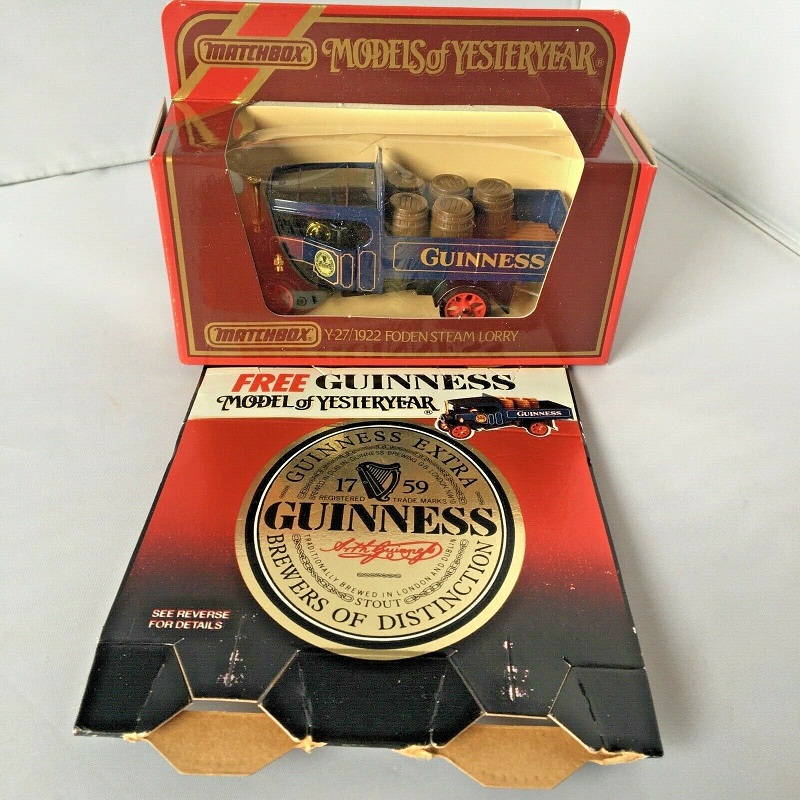 MATCHBOX
MODELS of YESTERYEAR®
GUINNESS
MATCHBOX
Y-27/1922 FODEN STEAM LORRY
FREE GUINNESS
MODEL of YESTERYEAR®
GUINNESS
GUINNESS EXTRA
17 59
REGISTERED TRADE MARKS
GUINNESS
TRADITIONALLY BREWED IN LONDON AND DUBLIN
STOUT
BREWERS OF DISTINCTION
SEE REVERSE
FOR DETAILS